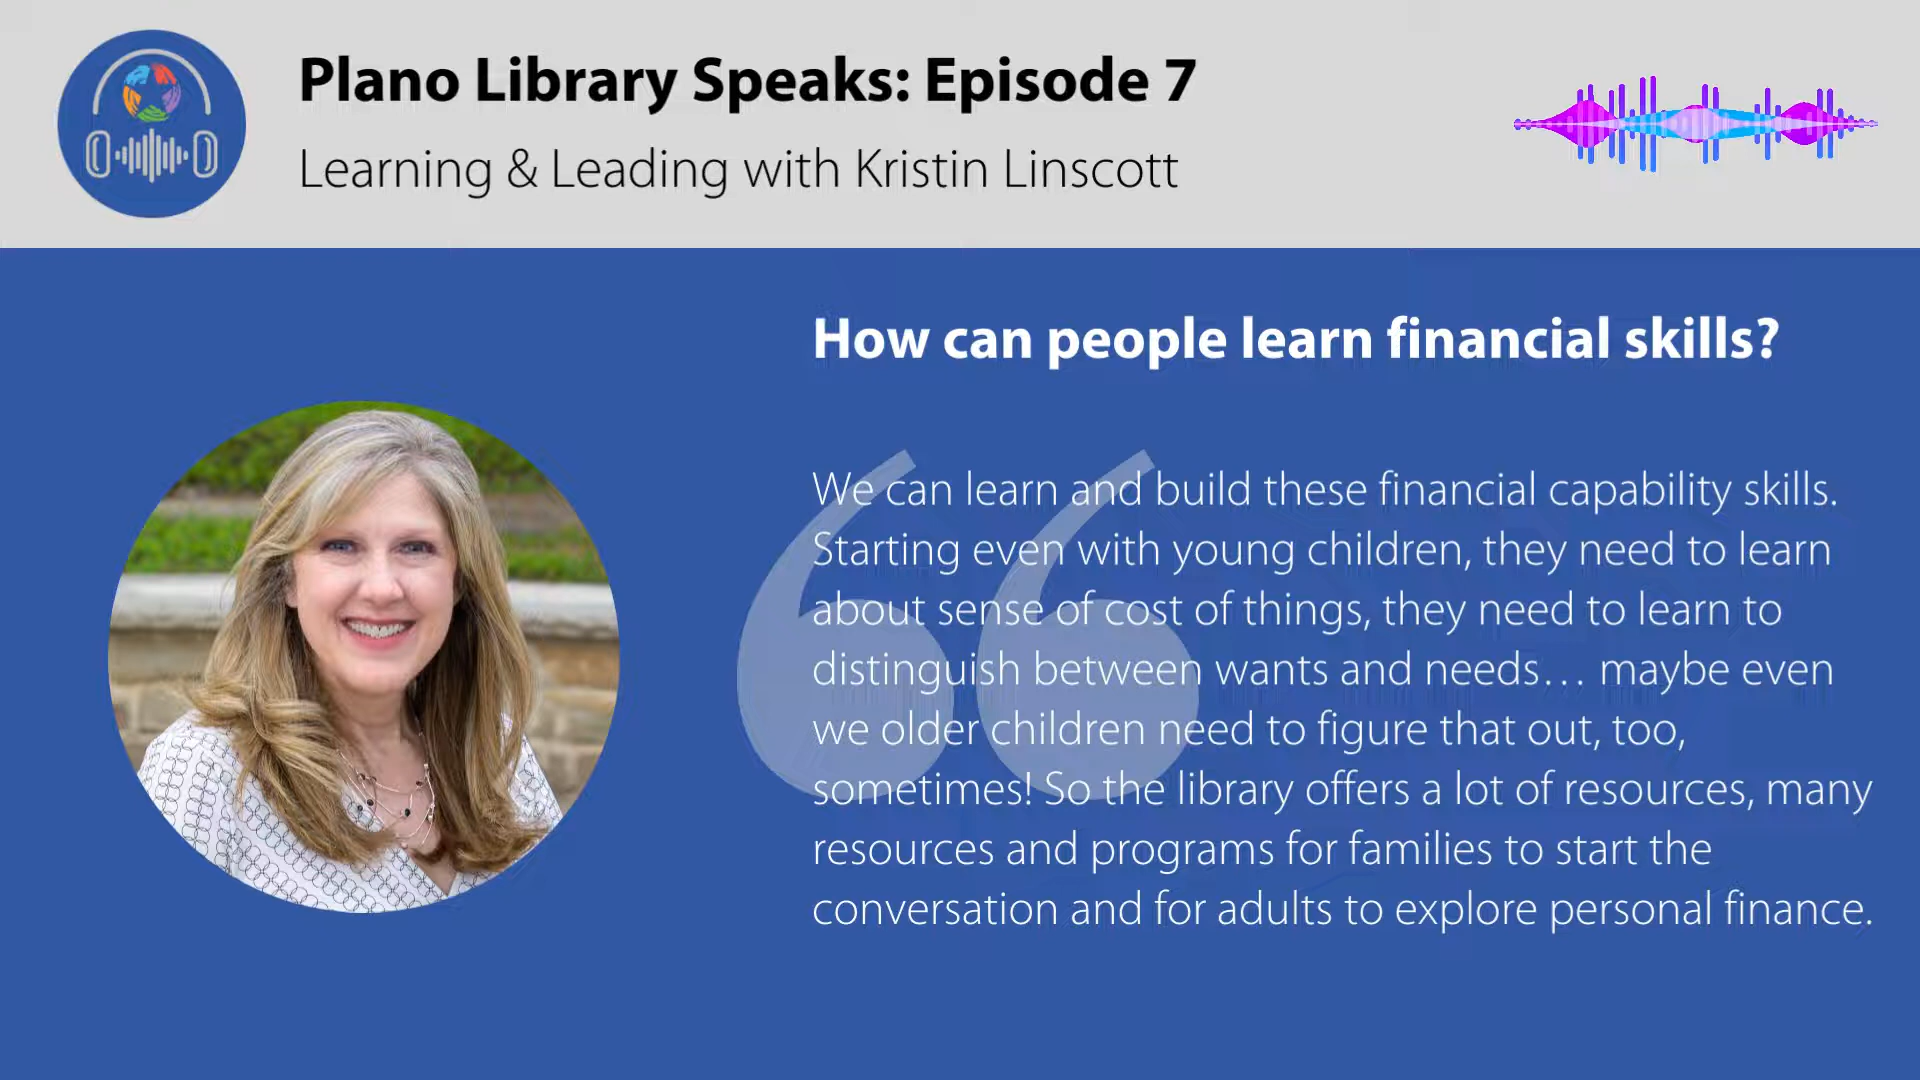 Plano Library Speaks: Episode 7
Learning & Leading with Kristin Linscott
How can people learn financial skills?
We can learn and build these financial capability skills.
Starting even with young children, they need to learn
about sense of cost of things, they need to learn to
distinguish between wants and needs… maybe even
we older children need to figure that out, too,
sometimes! So the library offers a lot of resources, many
resources and programs for families to start the
conversation and for adults to explore personal finance.